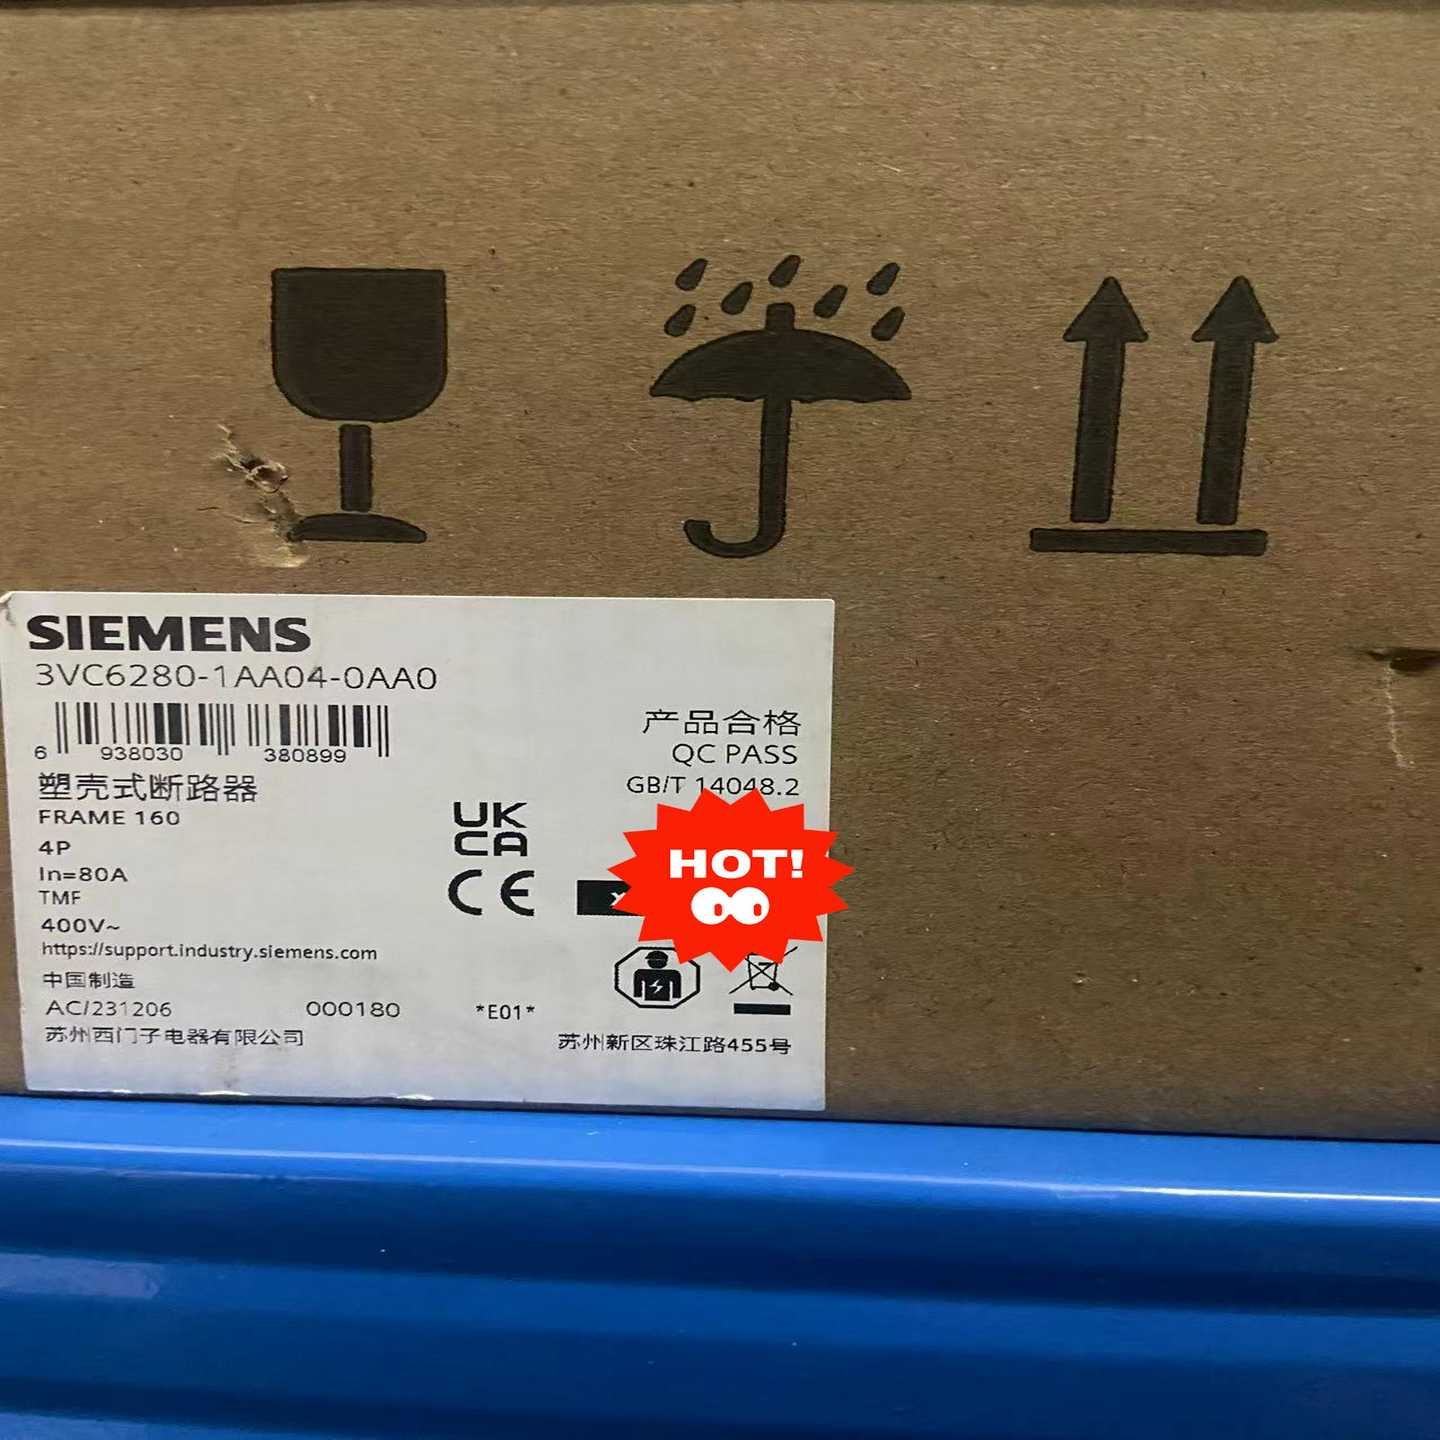 SIEMENS
3VC6280-1AA04-0AA0
6 938030 380899
塑壳式断路器
FRAME 160
4P
In=80A
TMF
400V~
https://support.industry.siemens.com
中国制造
AC/231206 000180 *E01*
苏州西门子电器有限公司
苏州新区珠江路455号
产品合格
QC PASS
GB/T 14048.2
UK
CA
CE
HOT!